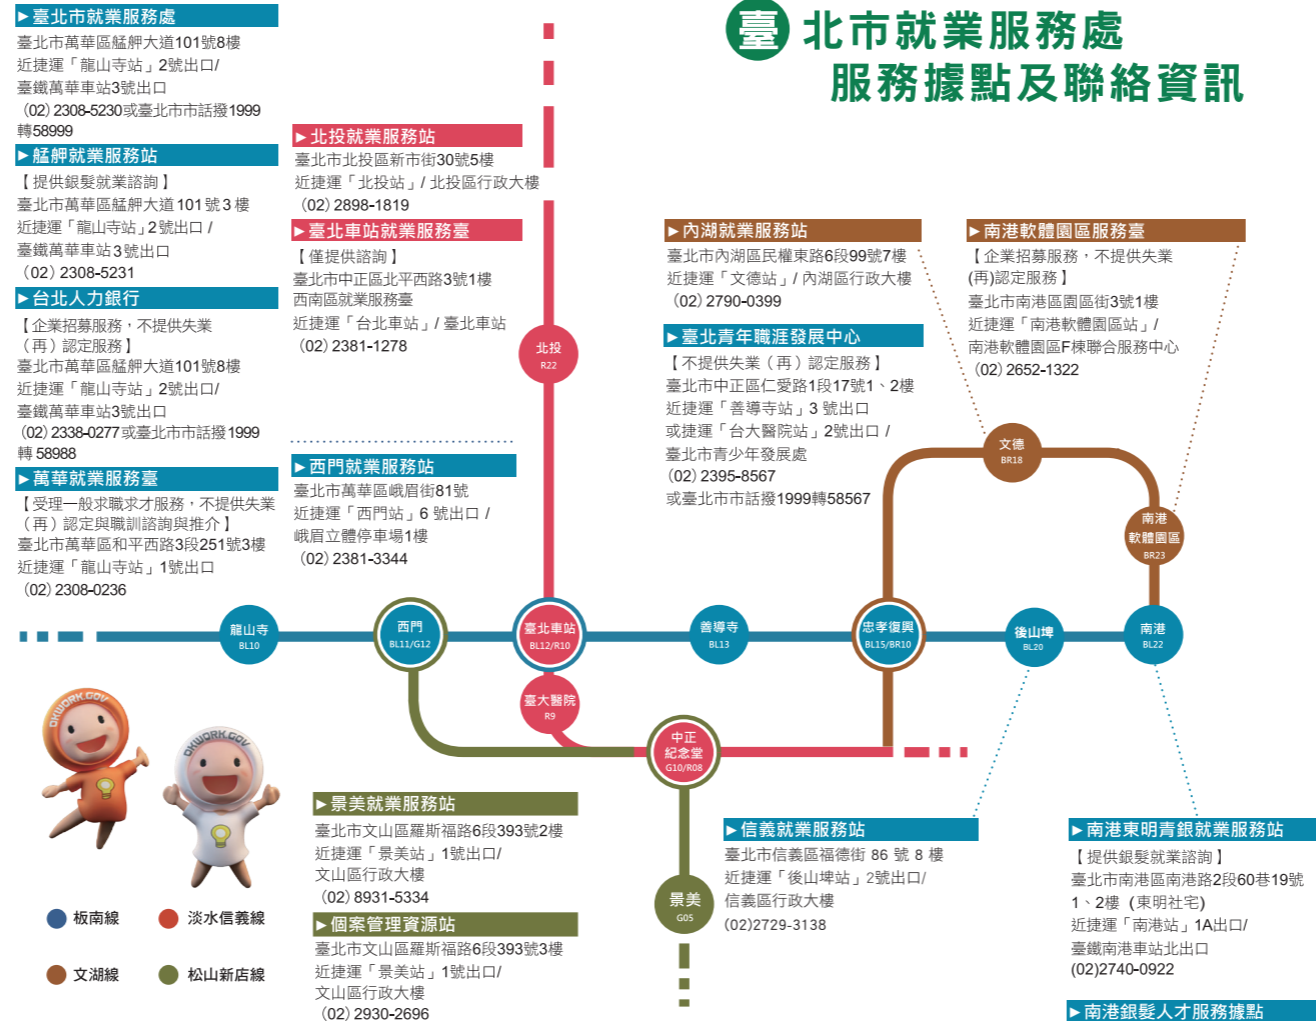 臺北市就業服務處
服務據點及聯絡資訊
►臺北市就業服務處
臺北市萬華區艋舺大道101號8樓
近捷運「龍山寺站」2號出口/
臺鐵萬華車站3號出口
(02) 2308-5230或臺北市市話撥1999
轉58999
►艋舺就業服務站
【提供銀髮就業諮詢】
臺北市萬華區艋舺大道101號3樓
近捷運「龍山寺站」2號出口 /
臺鐵萬華車站3號出口
(02) 2308-5231
►台北人力銀行
【企業招募服務，不提供失業
（再）認定服務】
臺北市萬華區艋舺大道101號8樓
近捷運「龍山寺站」2號出口/
臺鐵萬華車站3號出口
(02) 2338-0277或臺北市市話撥1999
轉 58988
►萬華就業服務臺
【受理一般求職求才服務，不提供失業
（再）認定與職訓諮詢與推介】
臺北市萬華區和平西路3段251號3樓
近捷運「龍山寺站」1號出口
(02) 2308-0236
►北投就業服務站
臺北市北投區新市街30號5樓
近捷運「北投站」/ 北投區行政大樓
(02) 2898-1819
►臺北車站就業服務臺
【僅提供諮詢】
臺北市中正區北平西路3號1樓
西南區就業服務臺
近捷運「台北車站」/ 臺北車站
(02) 2381-1278
►西門就業服務站
臺北市萬華區峨眉街81號
近捷運「西門站」6 號出口 /
峨眉立體停車場1樓
(02) 2381-3344
►內湖就業服務站
臺北市內湖區民權東路6段99號7樓
近捷運「文德站」/ 內湖區行政大樓
(02) 2790-0399
►臺北青年職涯發展中心
【不提供失業（再）認定服務】
臺北市中正區仁愛路1段17號1、2樓
近捷運「善導寺站」3 號出口
或捷運「台大醫院站」2號出口 /
臺北市青少年發展處
(02) 2395-8567
或臺北市市話撥1999轉58567
►南港軟體園區服務臺
【企業招募服務，不提供失業
(再)認定服務】
臺北市南港區園區街3號1樓
近捷運「南港軟體園區站」/
南港軟體園區F棟聯合服務中心
(02) 2652-1322
北投
R22
文德
BR18
南港
軟體園區
BR23
龍山寺
BL10
西門
BL11/G12
臺北車站
BL12/R10
善導寺
BL13
忠孝復興
BL15/BR10
後山埤
BL20
南港
BL22
臺大醫院
R9
中正
紀念堂
G10/R08
景美
G05
OKWORK.GOV
OKWORK.GOV
板南線
淡水信義線
文湖線
松山新店線
►景美就業服務站
臺北市文山區羅斯福路6段393號2樓
近捷運「景美站」1號出口/
文山區行政大樓
(02) 8931-5334
►個案管理資源站
臺北市文山區羅斯福路6段393號3樓
近捷運「景美站」1號出口/
文山區行政大樓
(02) 2930-2696
►信義就業服務站
臺北市信義區福德街 86 號 8 樓
近捷運「後山埤站」2號出口/
信義區行政大樓
(02)2729-3138
►南港東明青銀就業服務站
【提供銀髮就業諮詢】
臺北市南港區南港路2段60巷19號
1、2樓 (東明社宅)
近捷運「南港站」1A出口/
臺鐵南港車站北出口
(02)2740-0922
►南港銀髮人才服務據點